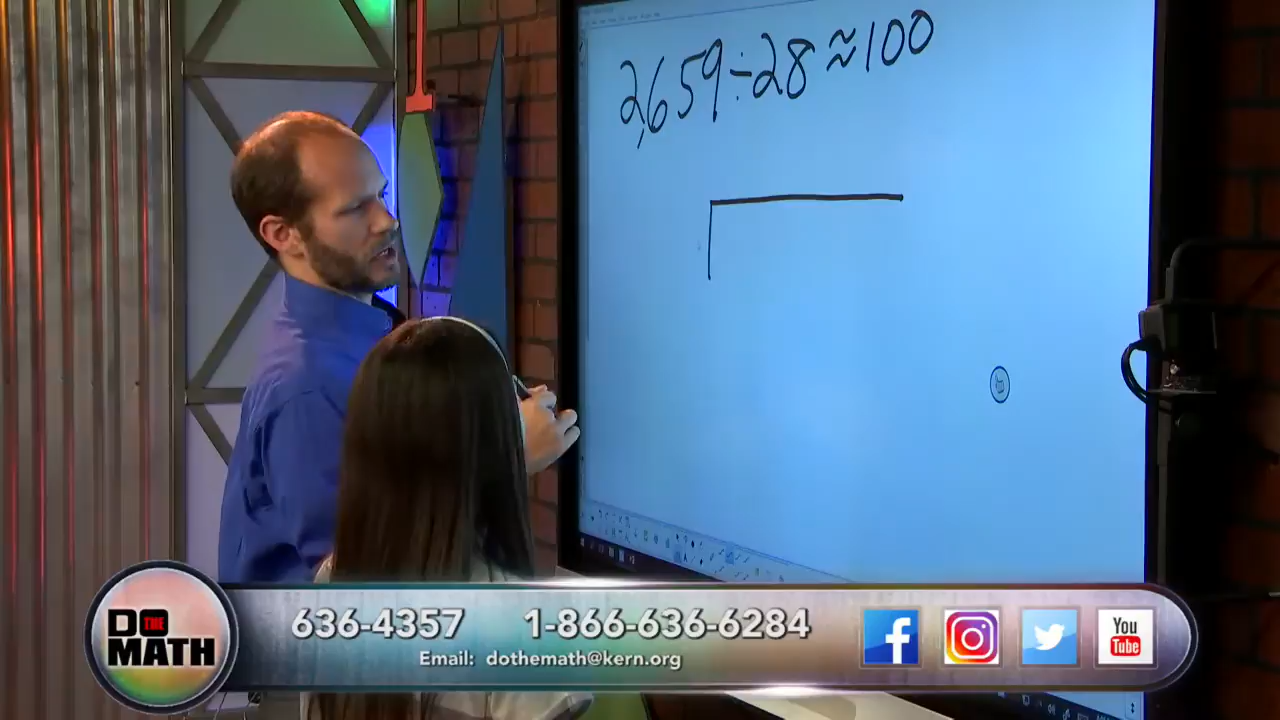 2,659÷28≈100
DO THE MATH
636-4357 1-866-636-6284
Email: dothemath@kern.org
You
Tube